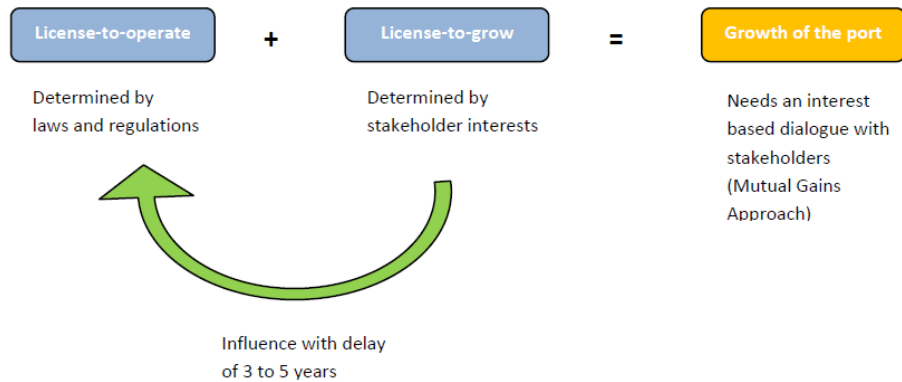 License-to-operate
+
License-to-grow
=
Growth of the port
Determined by
laws and regulations
Determined by
stakeholder interests
Needs an interest
based dialogue with
stakeholders
(Mutual Gains
Approach)
Influence with delay
of 3 to 5 years